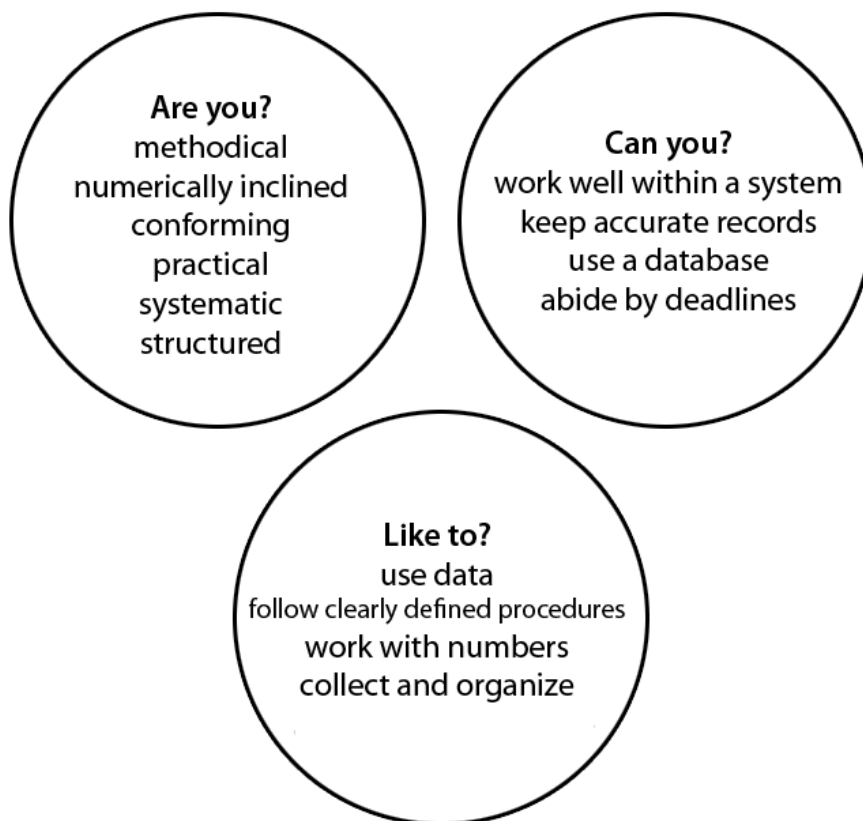 Are you?
methodical
numerically inclined
conforming
practical
systematic
structured
Can you?
work well within a system
keep accurate records
use a database
abide by deadlines
Like to?
use data
follow clearly defined procedures
work with numbers
collect and organize